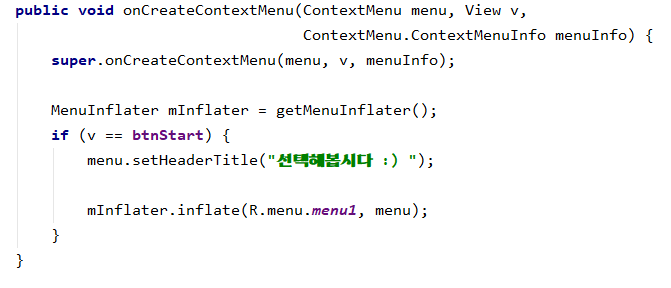 public void onCreateContextMenu(ContextMenu menu, View v,
ContextMenu.ContextMenuInfo menuInfo) {
super.onCreateContextMenu(menu, v, menuInfo);
MenuInflater mInflater = getMenuInflater();
if (v == btnStart) {
menu.setHeaderTitle("선택해봅시다 :) ");
mInflater.inflate(R.menu.menu1, menu);
}
}